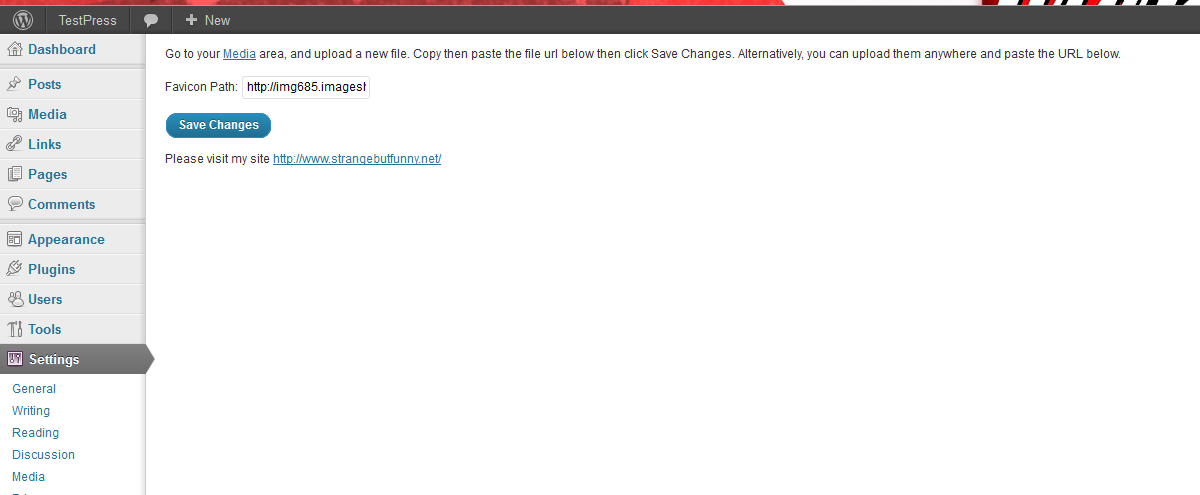 TestPress New
Dashboard
Posts
Media
Links
Pages
Comments
Appearance
Plugins
Users
Tools
Settings
General
Writing
Reading
Discussion
Media
Go to your Media area, and upload a new file. Copy then paste the file url below then click Save Changes. Alternatively, you can upload them anywhere and paste the URL below.
Favicon Path: http://img685.imagesh
Save Changes
Please visit my site http://www.strangebutfunny.net/